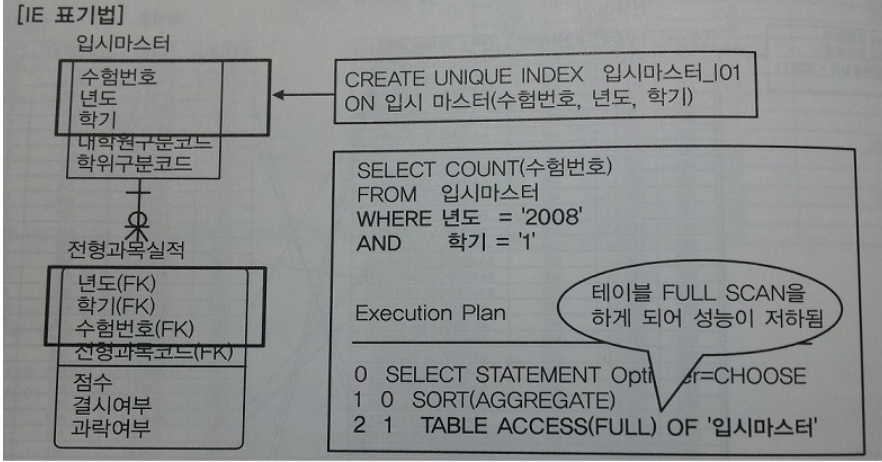 [IE 표기법]
입시마스터
수험번호
년도
학기
대학원구분코드
학위구분코드
CREATE UNIQUE INDEX 입시마스터_I01
ON 입시 마스터(수험번호, 년도, 학기)
전형과목실적
년도(FK)
학기(FK)
수험번호(FK)
전형과목코드(FK)
점수
결시여부
과락여부
SELECT COUNT(수험번호)
FROM 입시마스터
WHERE 년도 = '2008'
AND 학기 = '1'
테이블 FULL SCAN을
하게 되어 성능이 저하됨
Execution Plan
0 SELECT STATEMENT Opti er=CHOOSE
1 0 SORT(AGGREGATE)
2 1 TABLE ACCESS(FULL) OF '입시마스터'